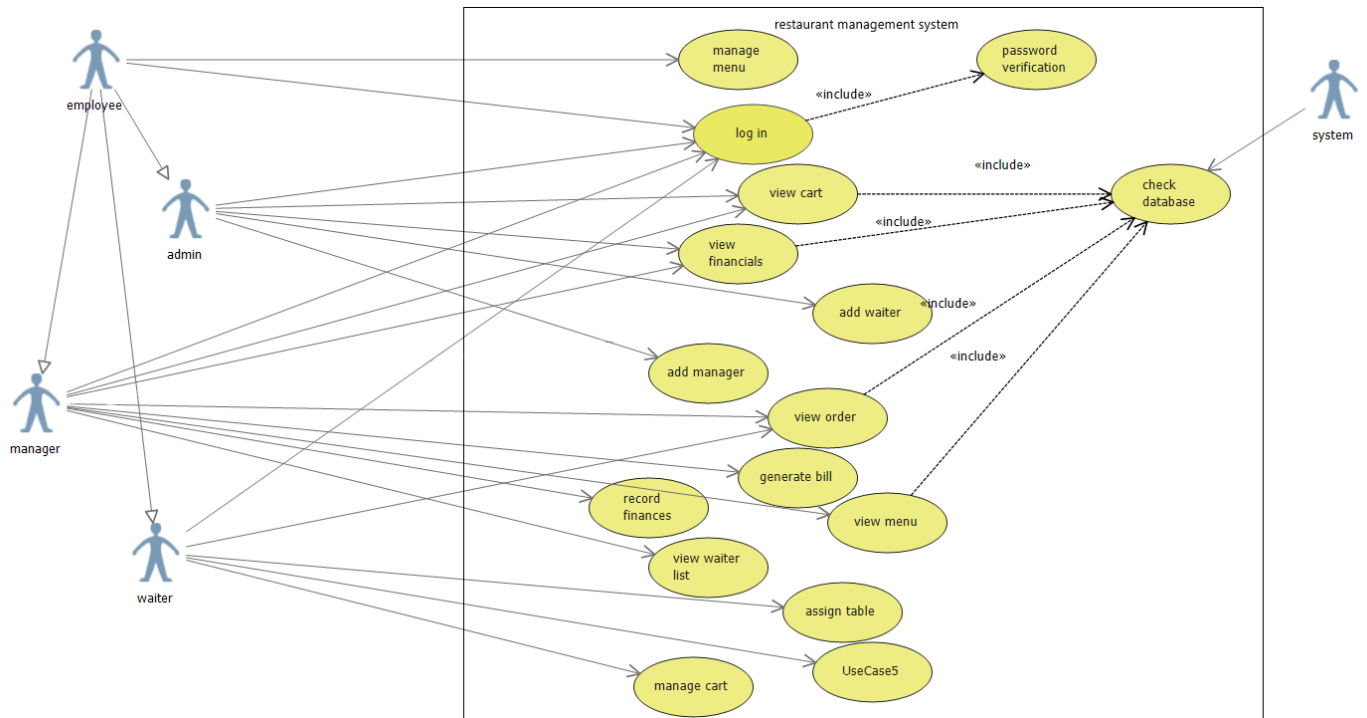 restaurant management system
manage
menu
password
verification
employee
«include»
system
log in
«include»
view cart
check
database
«include»
admin
view
financials
«include»
add waiter
«include»
add manager
view order
manager
generate bill
record
finances
view menu
view waiter
list
waiter
assign table
UseCase5
manage cart